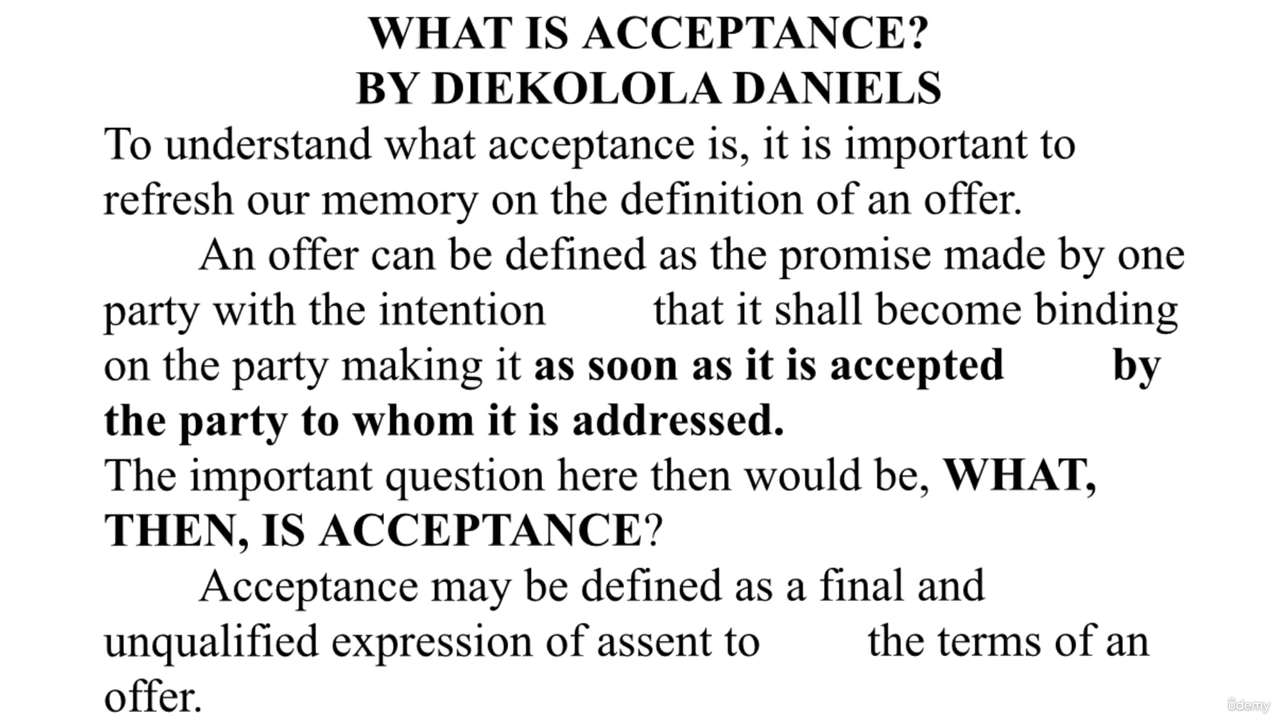 WHAT IS ACCEPTANCE?
BY DIEKOLOLA DANIELS
To understand what acceptance is, it is important to
refresh our memory on the definition of an offer.
An offer can be defined as the promise made by one
party with the intention that it shall become binding
on the party making it as soon as it is accepted by
the party to whom it is addressed.
The important question here then would be, WHAT,
THEN, IS ACCEPTANCE?
Acceptance may be defined as a final and
unqualified expression of assent to the terms of an
offer.
ûdemy